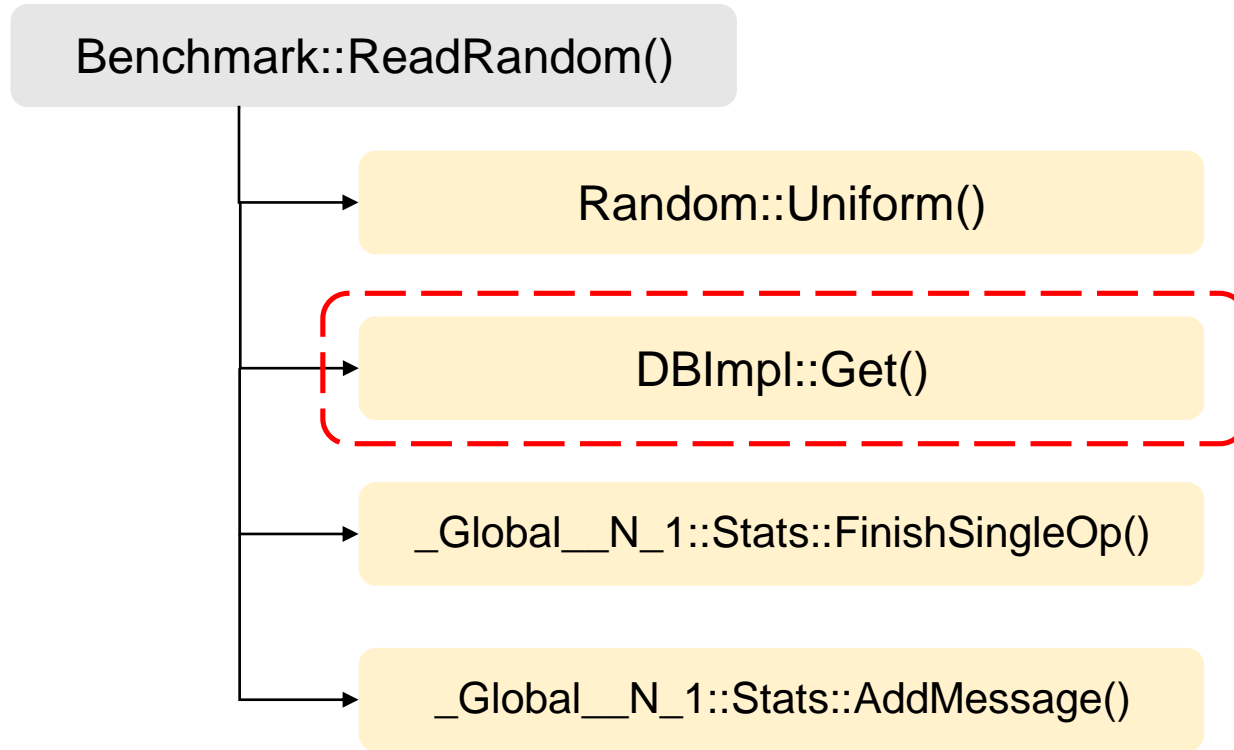 Benchmark::ReadRandom()
Random::Uniform()
DBImpl::Get()
_Global__N_1::Stats::FinishSingleOp()
_Global__N_1::Stats::AddMessage()